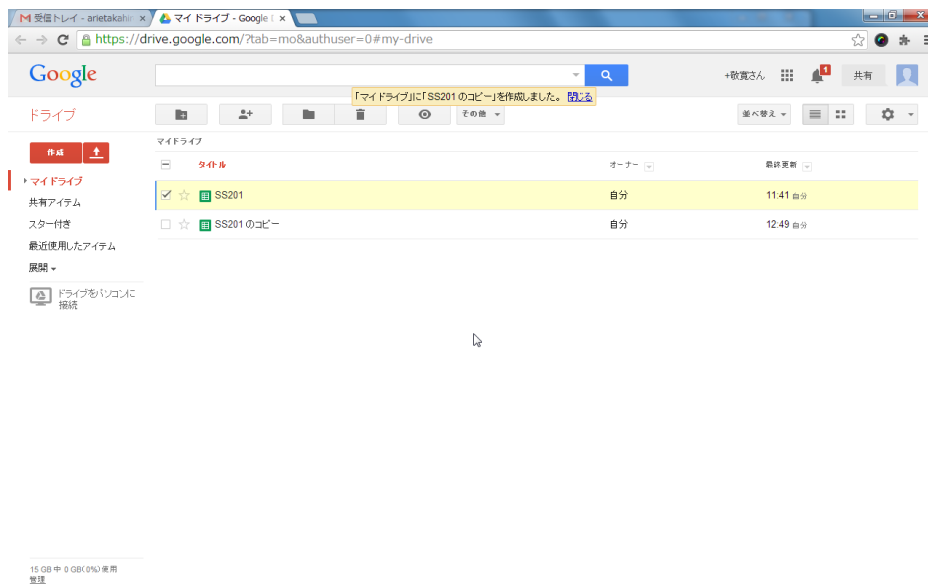 受信トレイ - arietakahir
マイ ドライブ - Google
https://drive.google.com/?tab=mo&authuser=0#my-drive
Google
+敬寛さん
1
共有
「マイドライブ」に「SS201 のコピー」を作成しました。 閉じる
ドライブ
その他
並べ替え
作成
マイドライブ
タイトル
オーナー
最終更新
マイドライブ
共有アイテム
スター付き
最近使用したアイテム
展開
ドライブをパソコンに
接続
SS201
自分
11:41 自分
SS201 のコピー
自分
12:49 自分
15 GB 中 0 GB(0%)使用
管理